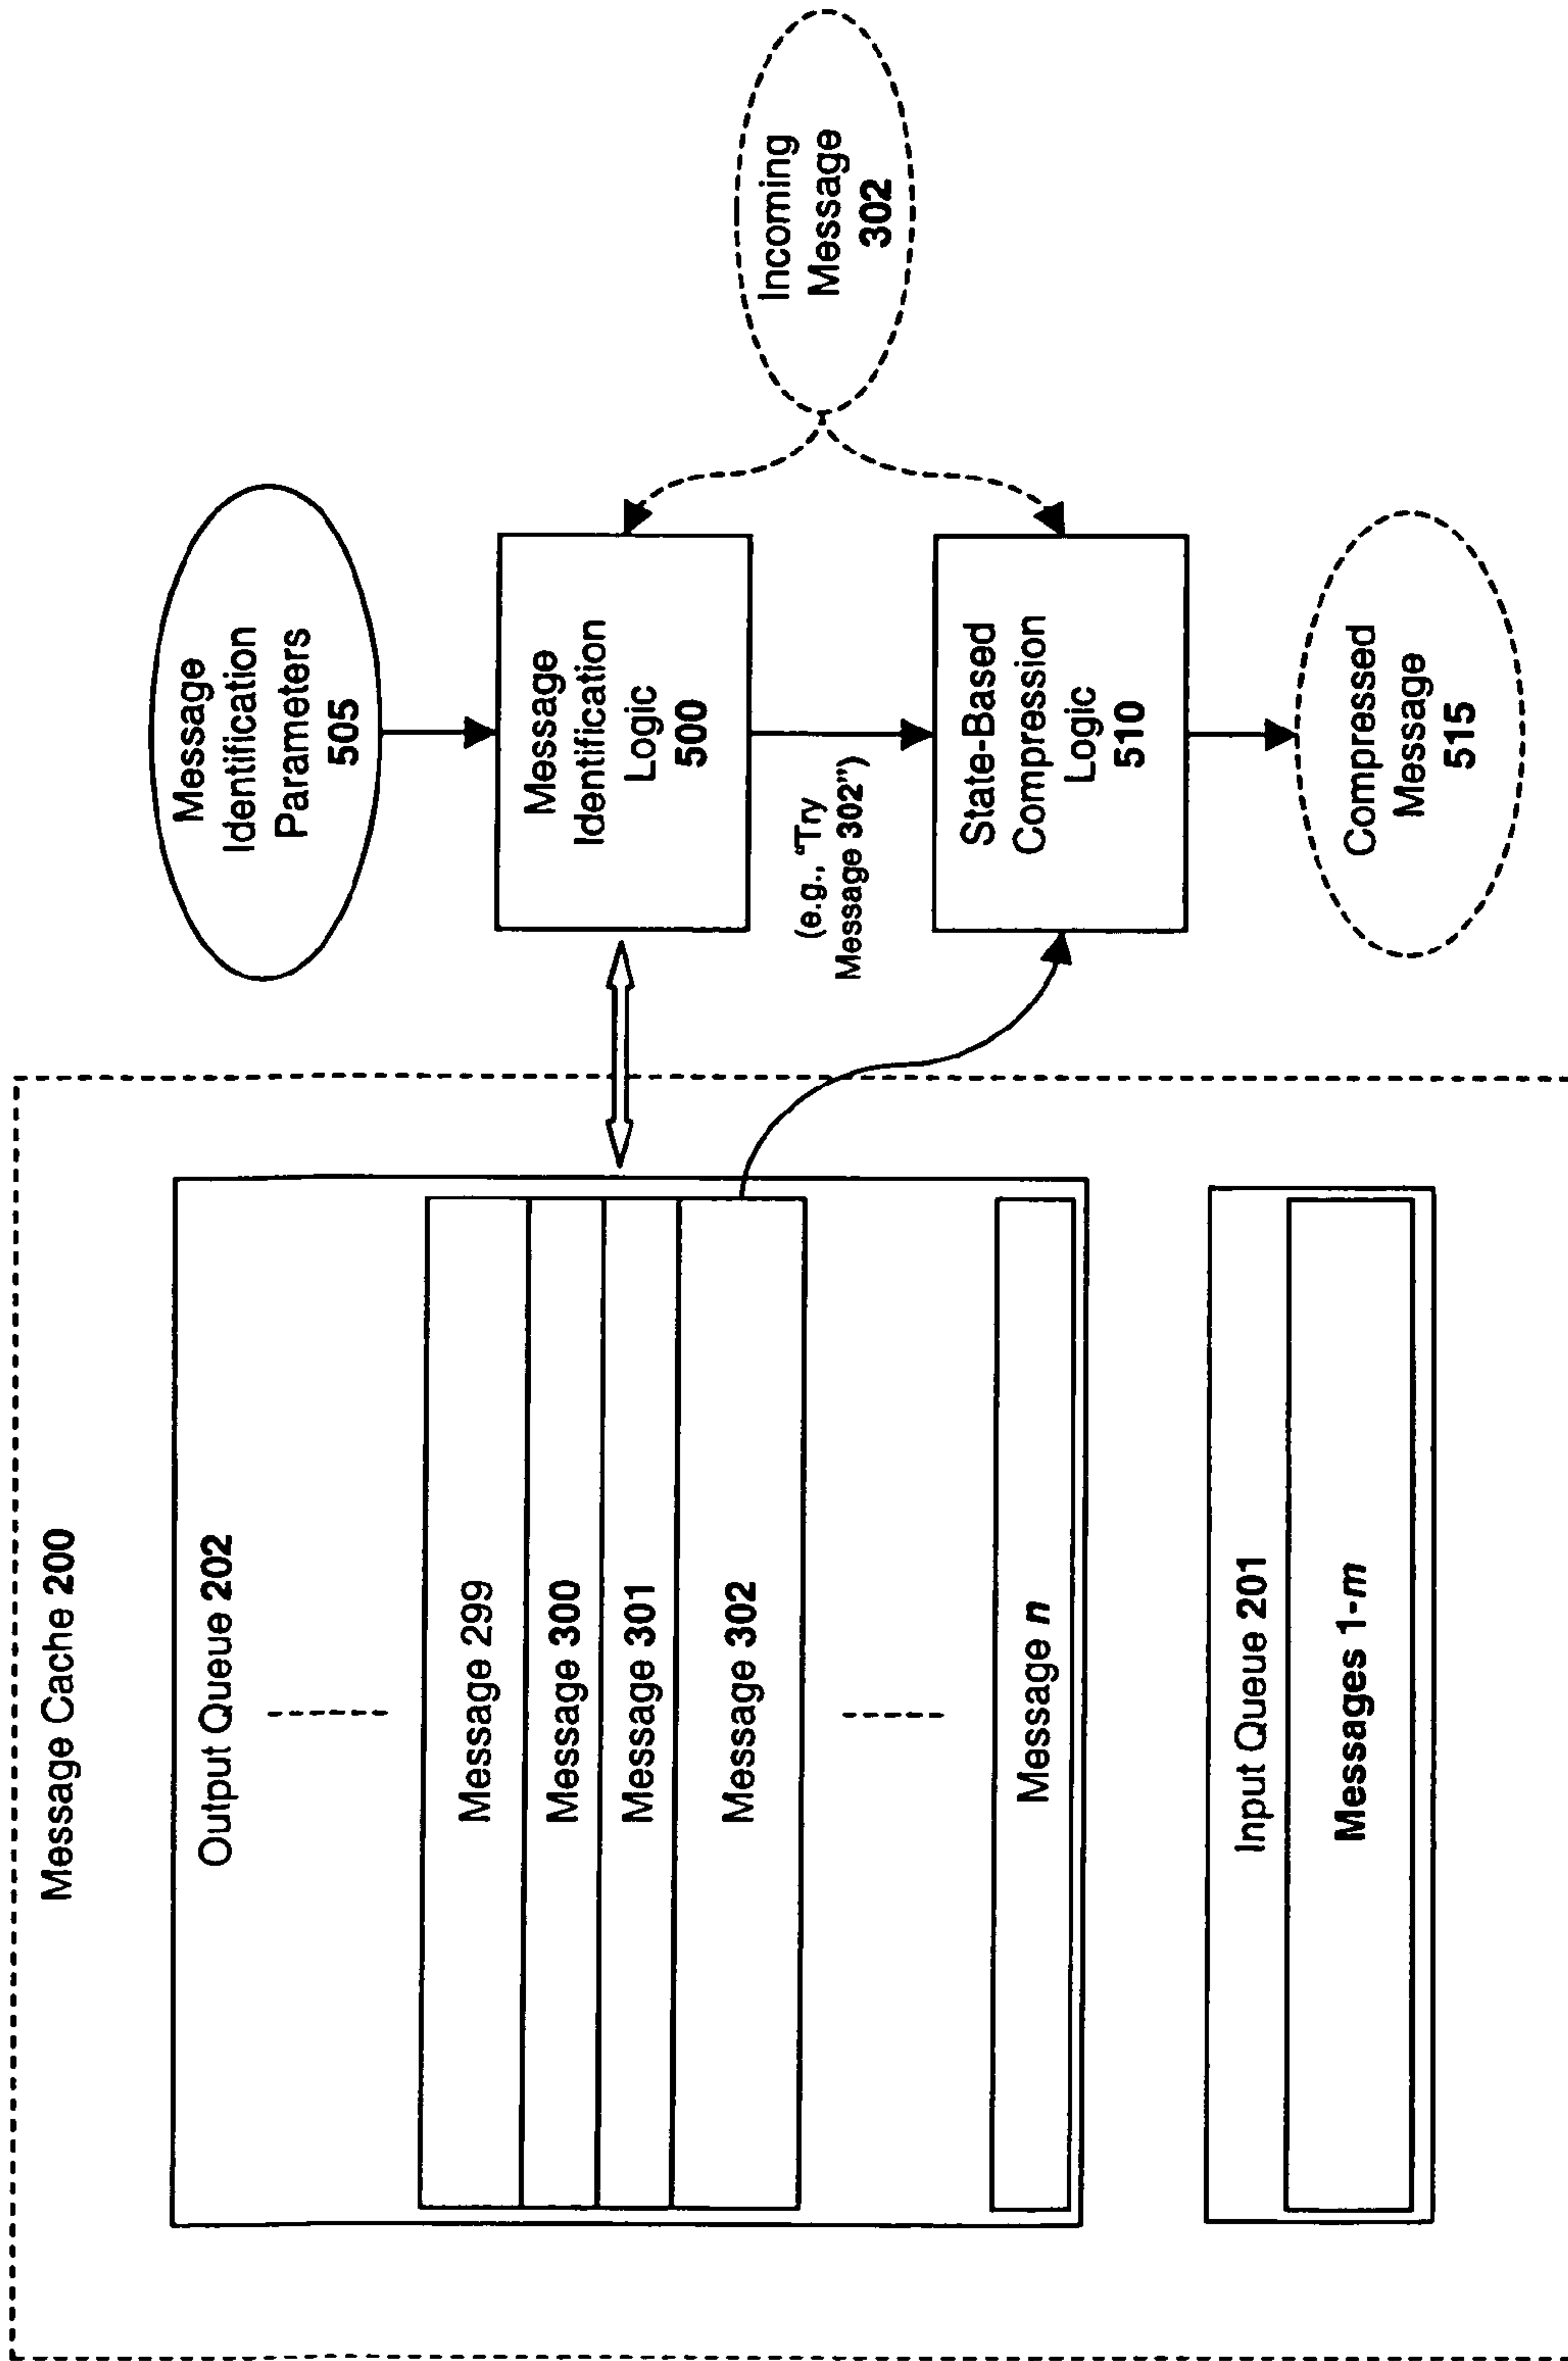 Message Cache 200
Output Queue 202
Message 299
Message 300
Message 301
Message 302
Message n
Input Queue 201
Messages 1-m
Message
Identification
Parameters
505
Message
Identification
Logic
500
(e.g., “Try
Message 302”)
State-Based
Compression
Logic
510
Compressed
Message
515
Incoming
Message
302